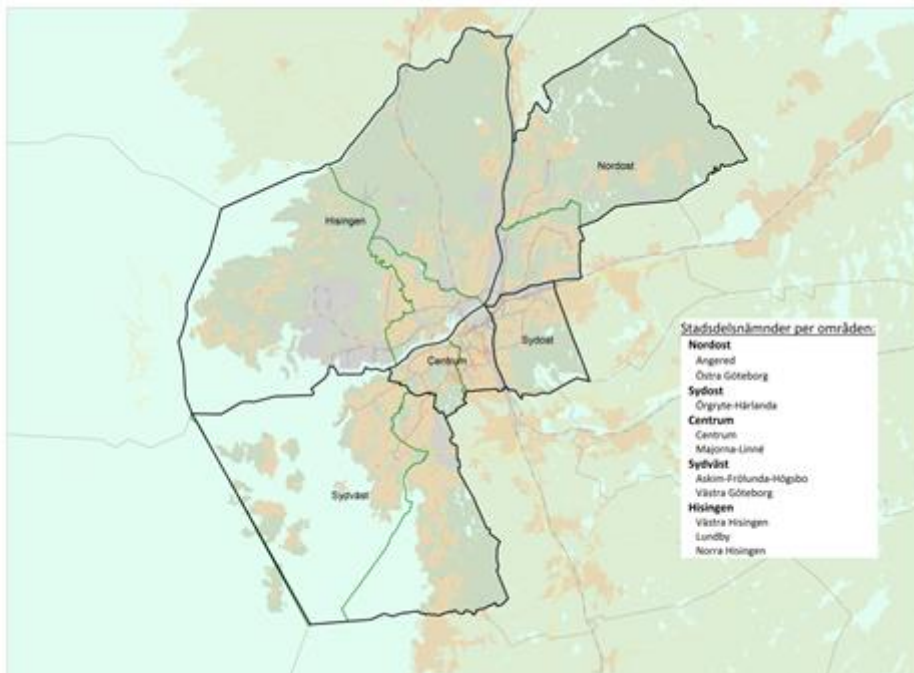 Nordost
Hisingen
Sydost
Centrum
Sydväst
Stadsdelsnämnder per områden:
Nordost
Angered
Östra Göteborg
Sydost
Örgryte-Härlanda
Centrum
Centrum
Majorna-Linné
Sydväst
Askim-Frölunda-Högsbo
Västra Göteborg
Hisingen
Västra Hisingen
Lundby
Norra Hisingen